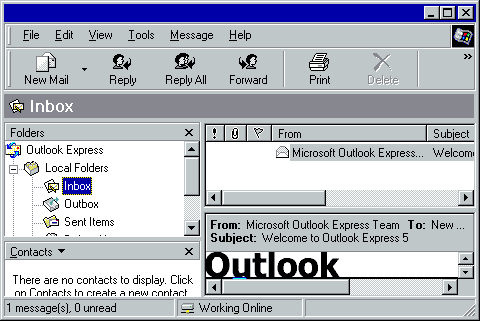 File Edit View Tools Message Help
New Mail Reply Reply All Forward Print Delete »
Inbox
Folders
Outlook Express
Local Folders
Inbox
Outbox
Sent Items
Contacts
There are no contacts to display. Click
on Contacts to create a new contact
! From Subject
Microsoft Outlook Express... Welcome
From: Microsoft Outlook Express Team To: New ...
Subject: Welcome to Outlook Express 5
Outlook
1 message(s), 0 unread Working Online